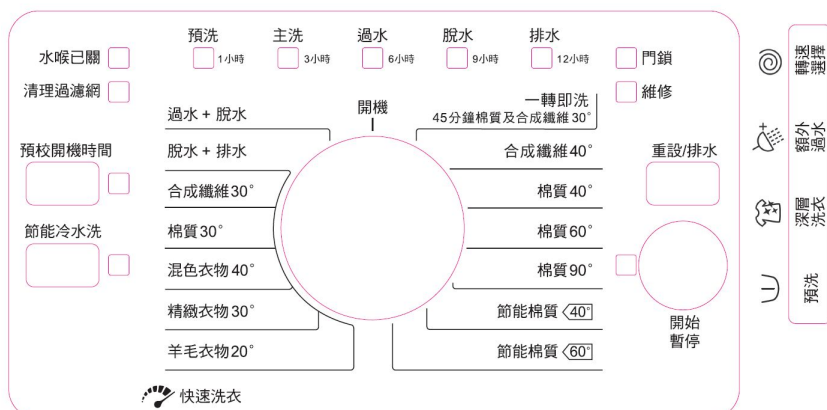 預洗 主洗 過水 脫水 排水
水喉已關 1小時 3小時 6小時 9小時 12小時 門鎖
清理過濾網 維修
開機
一轉即洗
過水 + 脫水 45分鐘棉質及合成纖維30°
預校開機時間 脫水 + 排水 合成纖維40° 重設/排水
合成纖維30° 棉質40°
節能冷水洗 棉質30° 棉質60°
混色衣物40° 棉質90°
精緻衣物30° 節能棉質 40° 開始
暫停
羊毛衣物20° 節能棉質 60°
快速洗衣
轉速
選擇
額外
過水
深層
洗衣
預洗